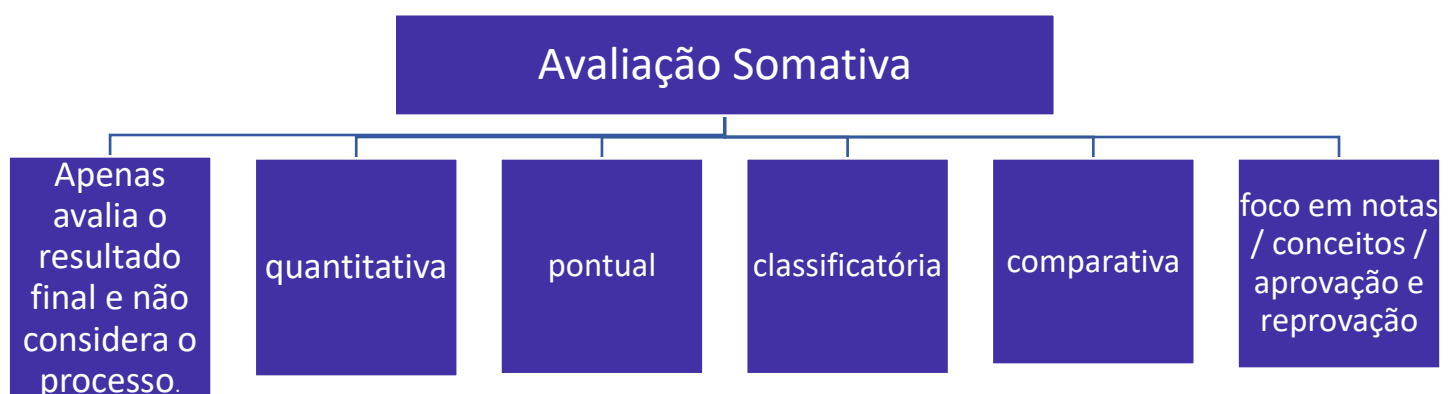 Avaliação Somativa
Apenas
avalia o
resultado
final e não
considera o
processo.
quantitativa
pontual
classificatória
comparativa
foco em notas
/ conceitos /
aprovação e
reprovação